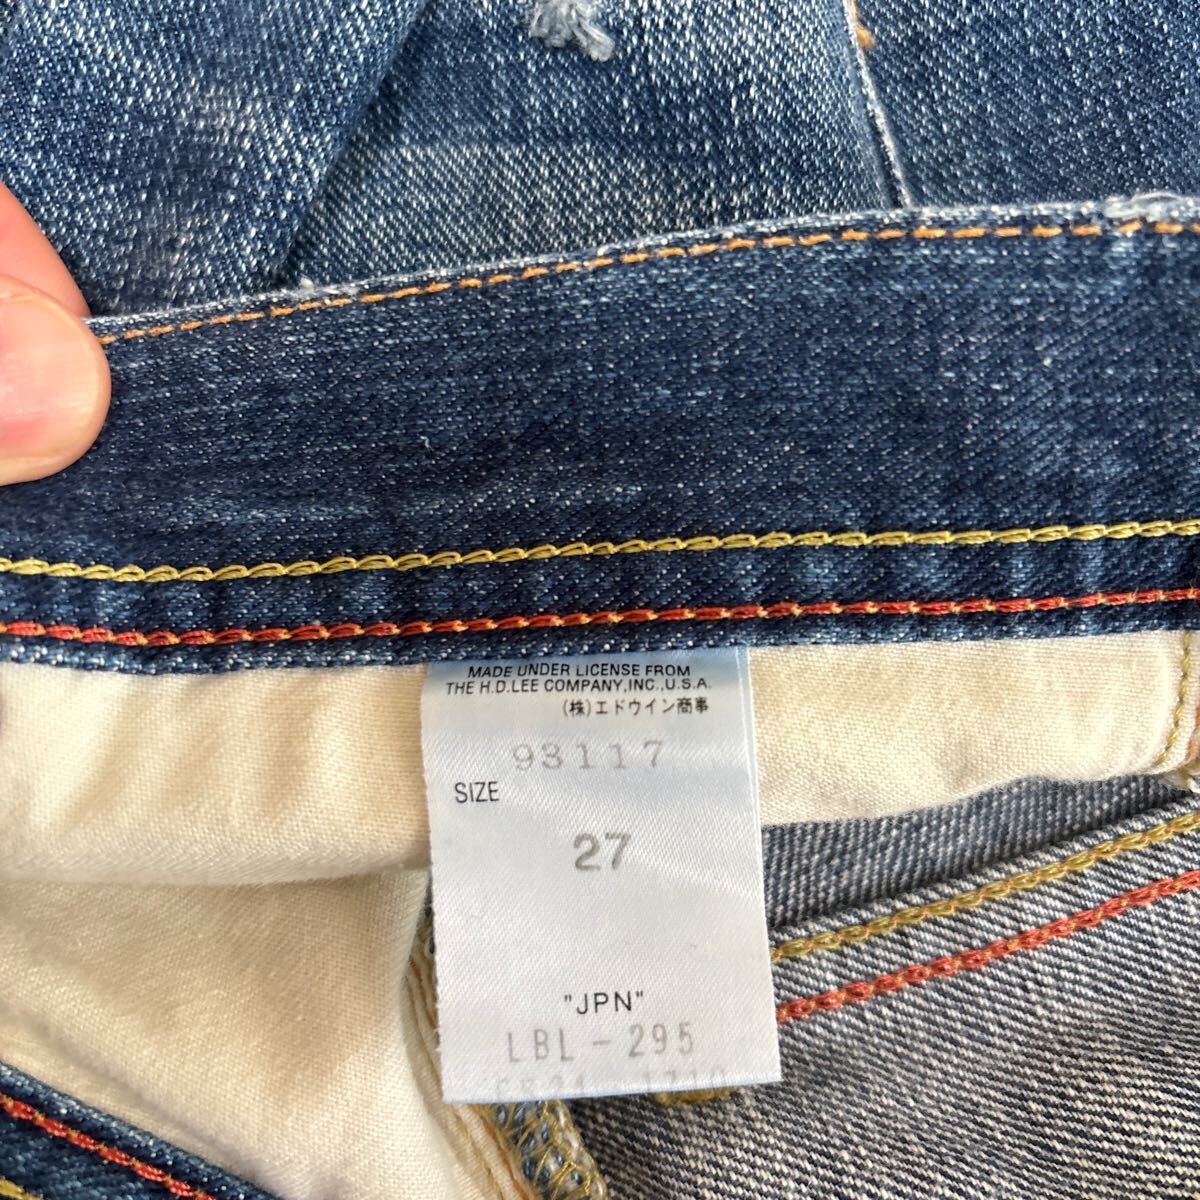 MADE UNDER LICENSE FROM
THE H.D.LEE COMPANY,INC.,U.S.A.
(株)エドウイン商事
93117
SIZE
27
"JPN"
LBL-295